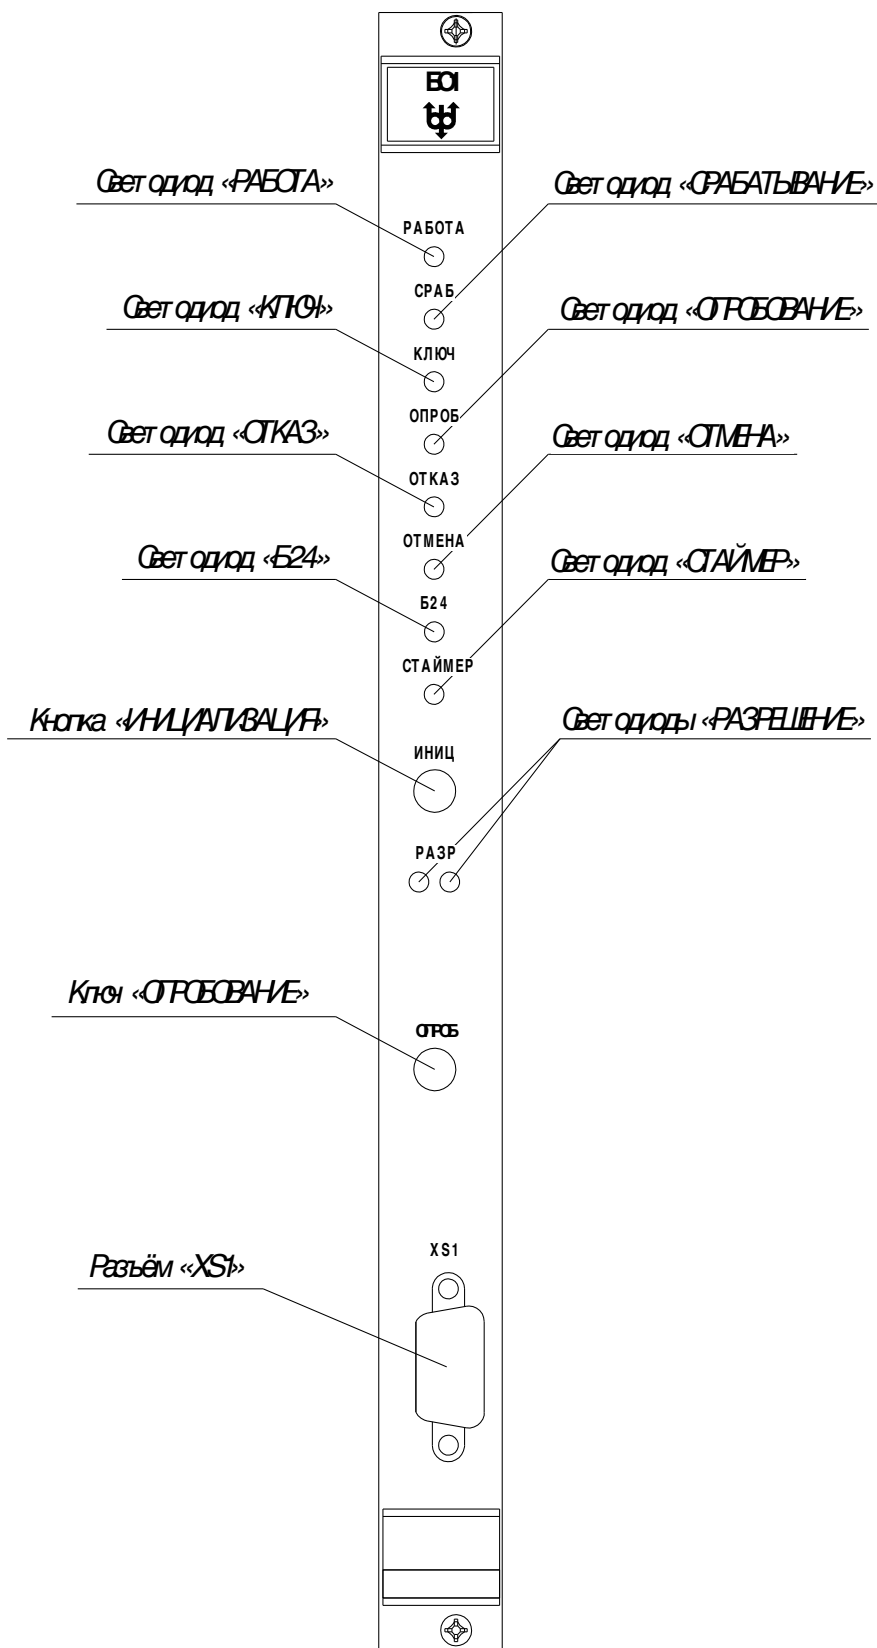 БОІ
Светодиод «РАБОТА»
Светодиод «СРАБАТЫВАНИЕ»
РАБОТА
СРАБ
Светодиод «КЛЮЧ»
Светодиод «ОПРОБОВАНИЕ»
КЛЮЧ
ОПРОБ
Светодиод «ОТКАЗ»
Светодиод «ОТМЕНА»
ОТКАЗ
ОТМЕНА
Светодиод «Б24»
Светодиод «СТАЙМЕР»
Б24
СТАЙМЕР
Кнопка «ИНИЦИАЛИЗАЦИЯ»
Светодиоды «РАЗРЕШЕНИЕ»
ИНИЦ
РАЗР
Ключ «ОПРОБОВАНИЕ»
ОПРОБ
XS1
Разъём «XS1»